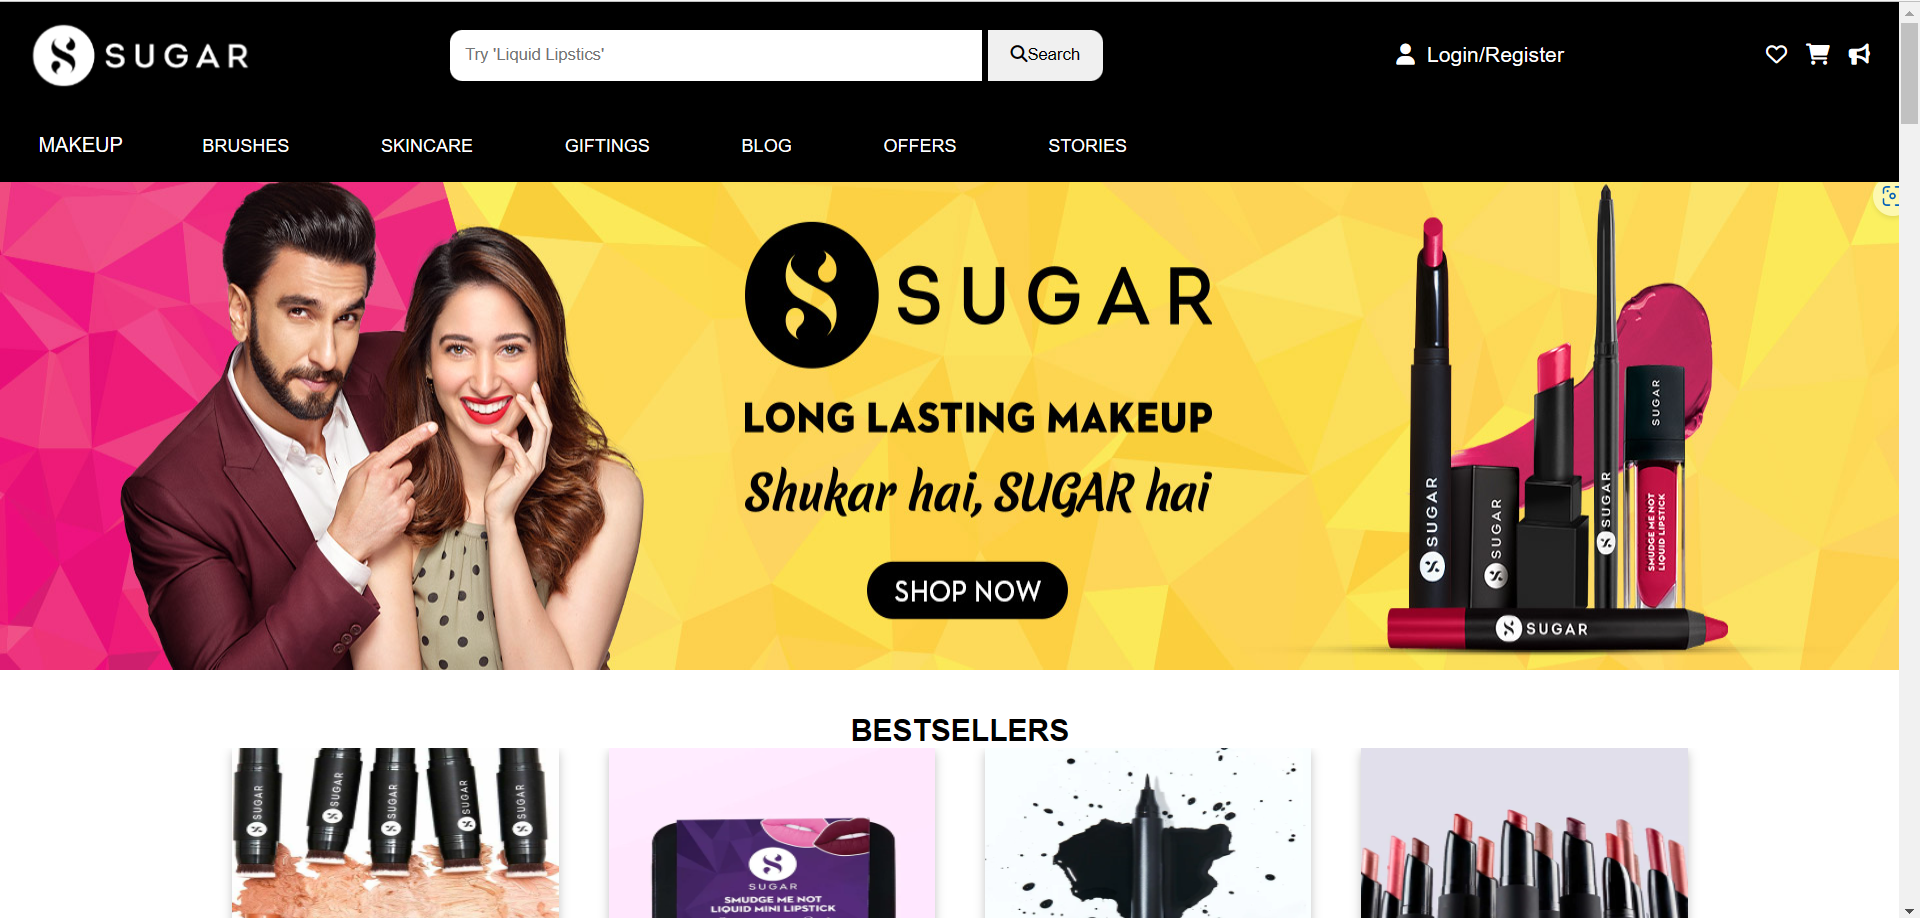 SUGAR
Try 'Liquid Lipstics'
Search
Login/Register
MAKEUP BRUSHES SKINCARE GIFTINGS BLOG OFFERS STORIES
SUGAR
LONG LASTING MAKEUP
Shukar hai, SUGAR hai
SHOP NOW
SUGAR
SUGAR
SUGAR
SUGAR
SMUDGE ME NOT
LIQUID LIPSTICK
SUGAR
BESTSELLERS
SUGAR
SUGAR
SUGAR
SUGAR
SUGAR
SUGAR
SMUDGE ME NOT
LIQUID MINI LIPSTICK